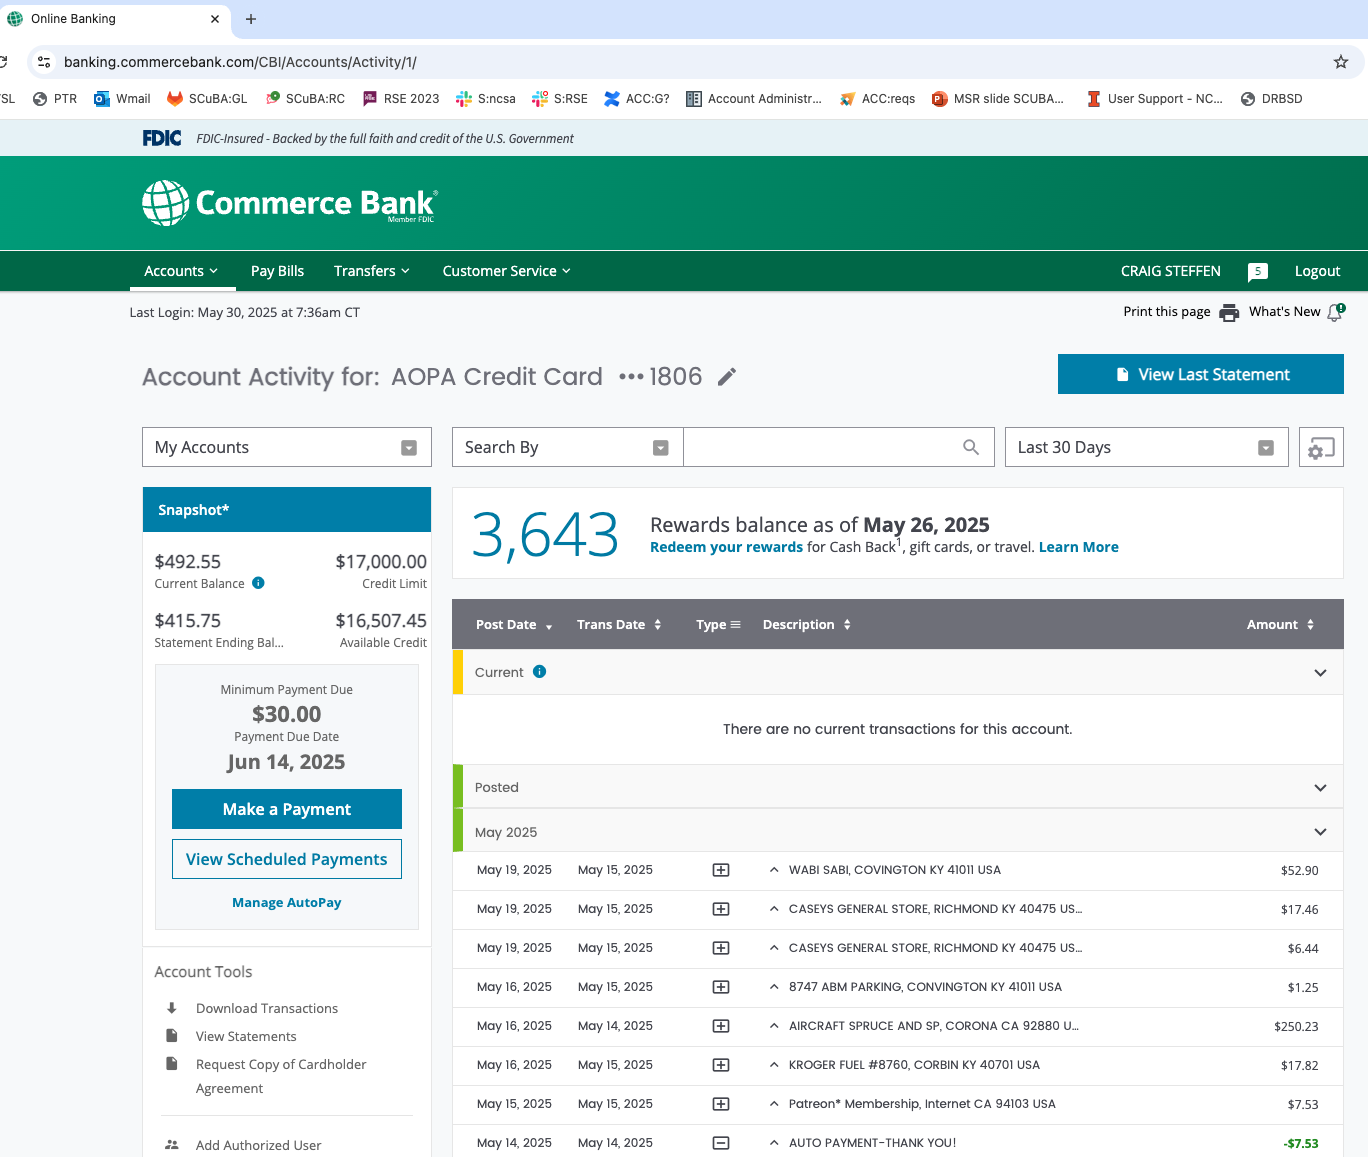 Online Banking
banking.commercebank.com/CBI/Accounts/Activity/1/
SL PTR Wmail SCuBA:GL SCuBA:RC RSE 2023 S:ncsa S:RSE ACC:G? Account Administr... ACC:reqs MSR slide SCUBA... User Support - NC... DRBSD
FDIC FDIC-Insured - Backed by the full faith and credit of the U.S. Government
Commerce Bank®
Member FDIC
Accounts Pay Bills Transfers Customer Service CRAIG STEFFEN 5 Logout
Last Login: May 30, 2025 at 7:36am CT Print this page What's New
Account Activity for: AOPA Credit Card •••1806 View Last Statement
My Accounts Search By Last 30 Days
Snapshot*
$492.55 $17,000.00
Current Balance Credit Limit
$415.75 $16,507.45
Statement Ending Bal... Available Credit
Minimum Payment Due
$30.00
Payment Due Date
Jun 14, 2025
Make a Payment
View Scheduled Payments
Manage AutoPay
Account Tools
Download Transactions
View Statements
Request Copy of Cardholder
Agreement
Add Authorized User
3,643 Rewards balance as of May 26, 2025
Redeem your rewards for Cash Back1, gift cards, or travel. Learn More
Post Date Trans Date Type Description Amount
Current
There are no current transactions for this account.
Posted
May 2025
May 19, 2025 May 15, 2025 WABI SABI, COVINGTON KY 41011 USA $52.90
May 19, 2025 May 15, 2025 CASEYS GENERAL STORE, RICHMOND KY 40475 US... $17.46
May 19, 2025 May 15, 2025 CASEYS GENERAL STORE, RICHMOND KY 40475 US... $6.44
May 16, 2025 May 15, 2025 8747 ABM PARKING, CONVINGTON KY 41011 USA $1.25
May 16, 2025 May 14, 2025 AIRCRAFT SPRUCE AND SP, CORONA CA 92880 U... $250.23
May 16, 2025 May 15, 2025 KROGER FUEL #8760, CORBIN KY 40701 USA $17.82
May 15, 2025 May 15, 2025 Patreon* Membership, Internet CA 94103 USA $7.53
May 14, 2025 May 14, 2025 AUTO PAYMENT-THANK YOU! -$7.53